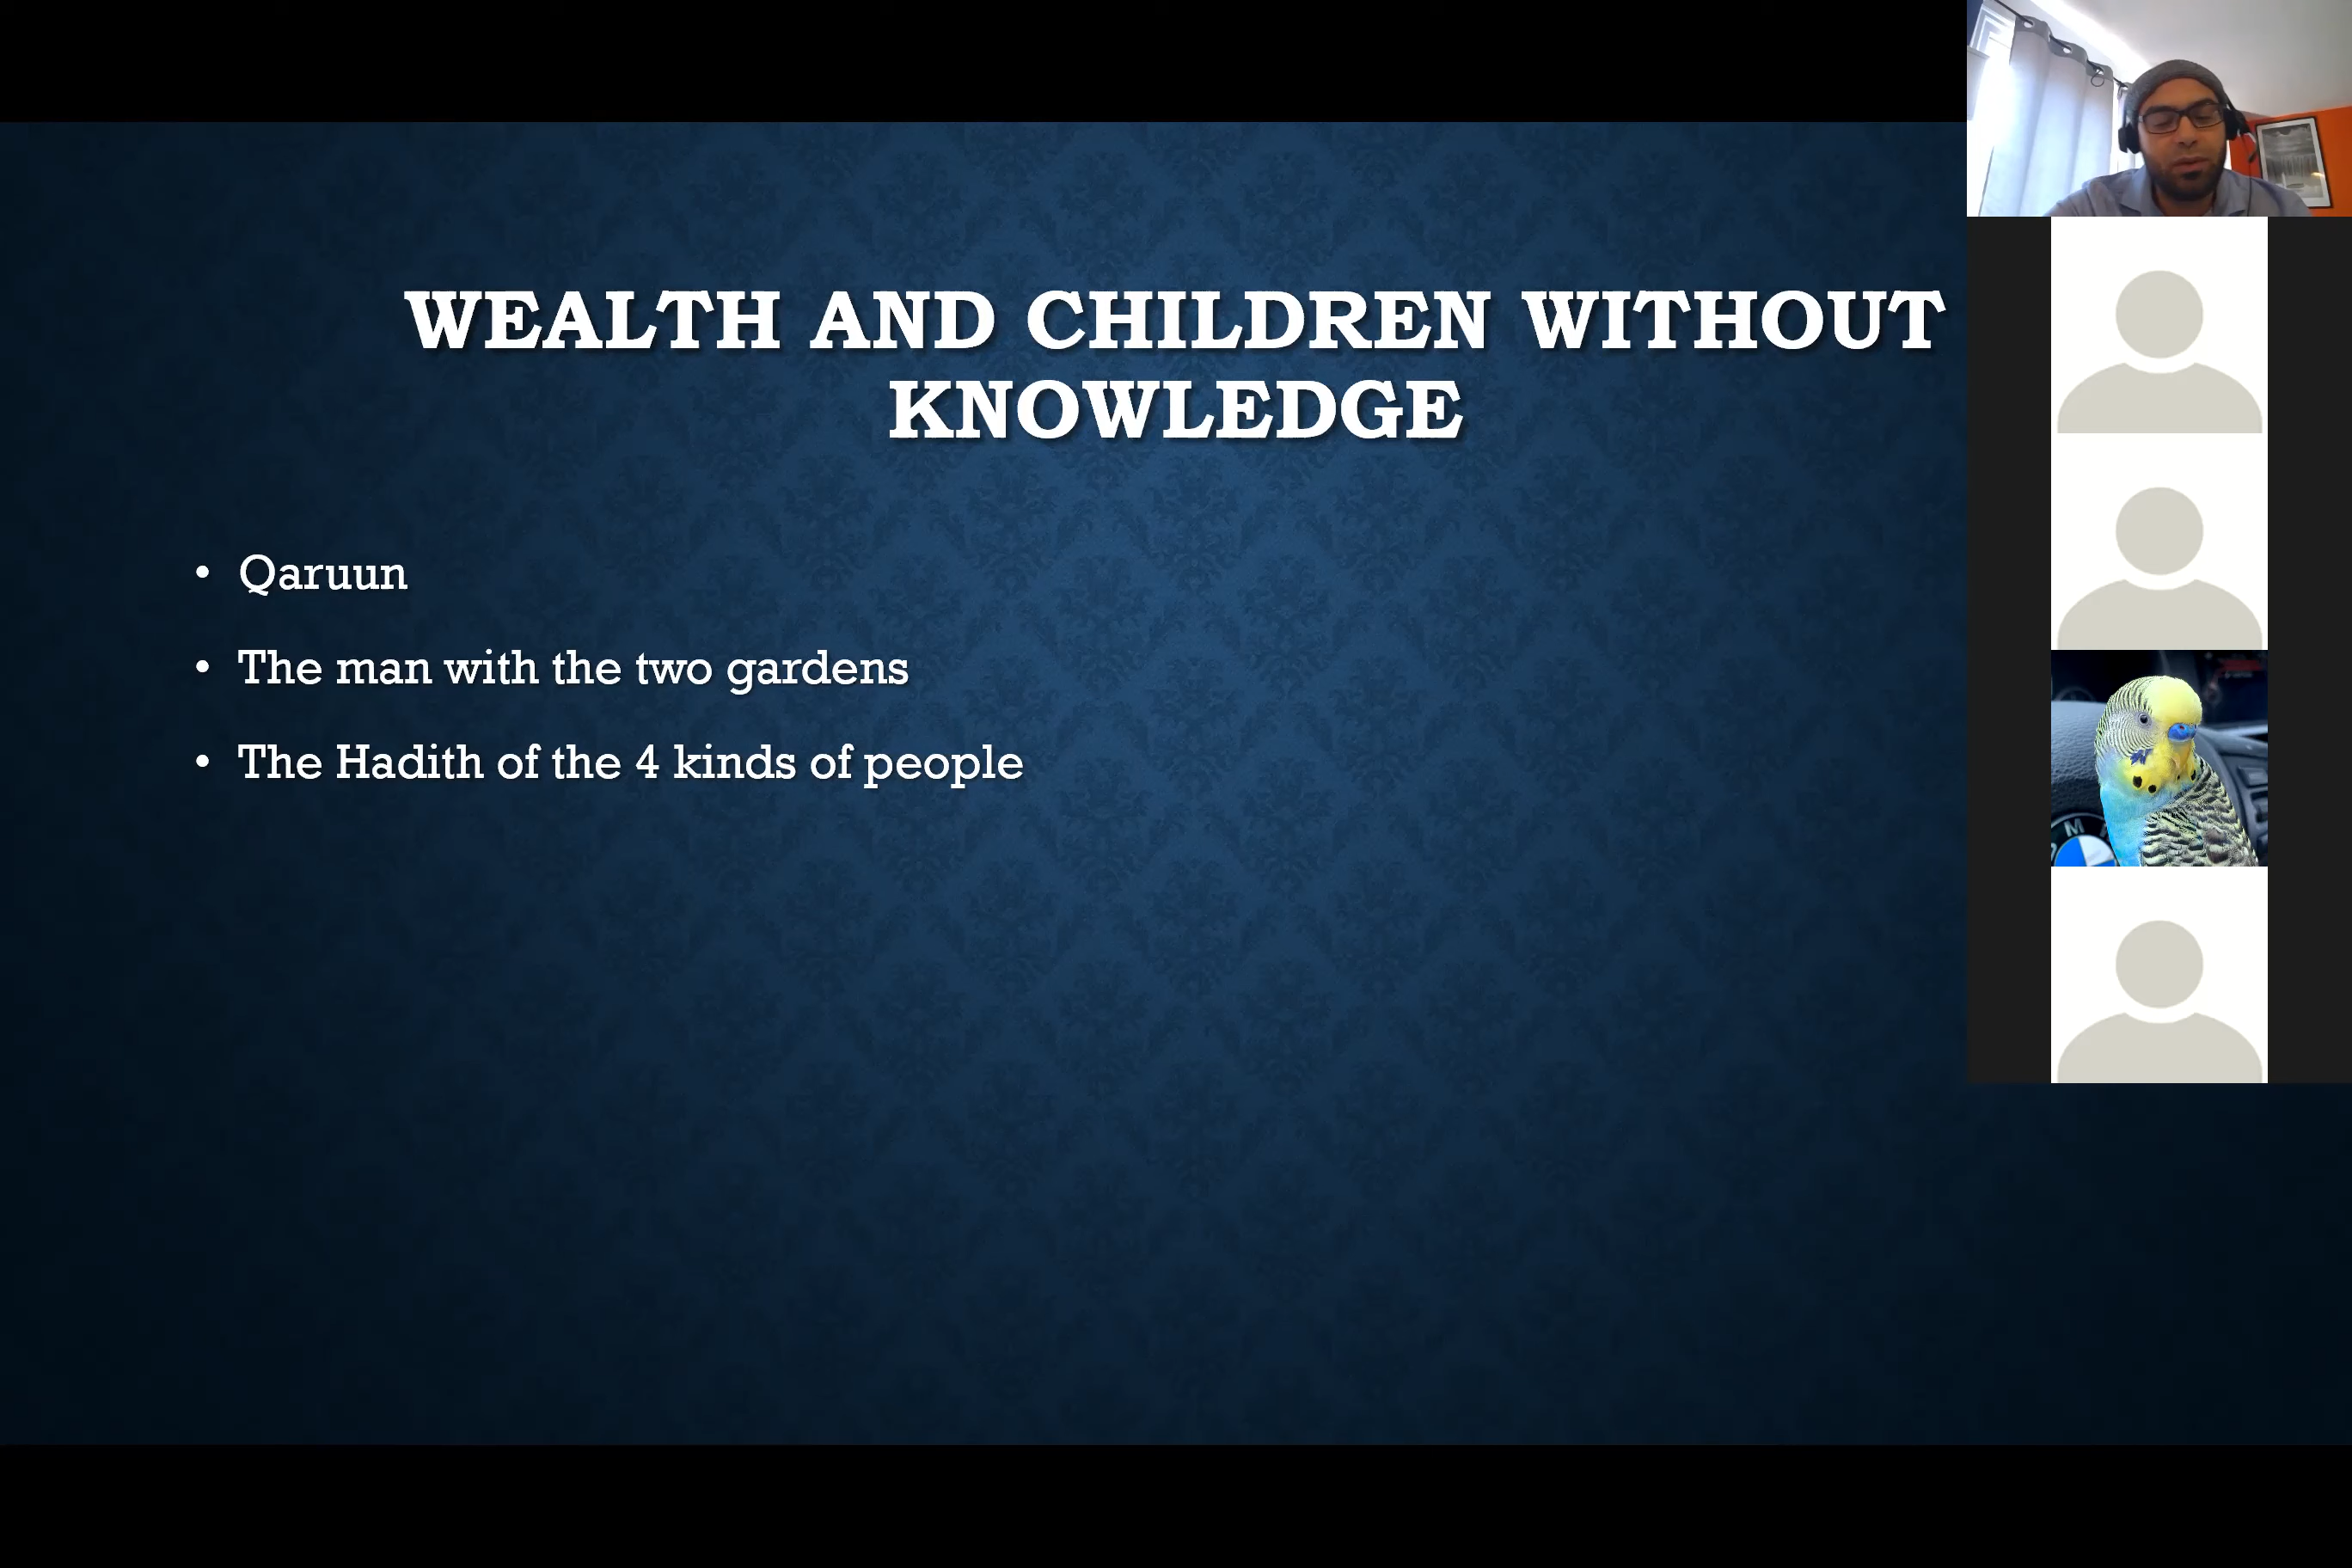 WEALTH AND CHILDREN WITHOUT
KNOWLEDGE
• Qaruun
• The man with the two gardens
• The Hadith of the 4 kinds of people
M